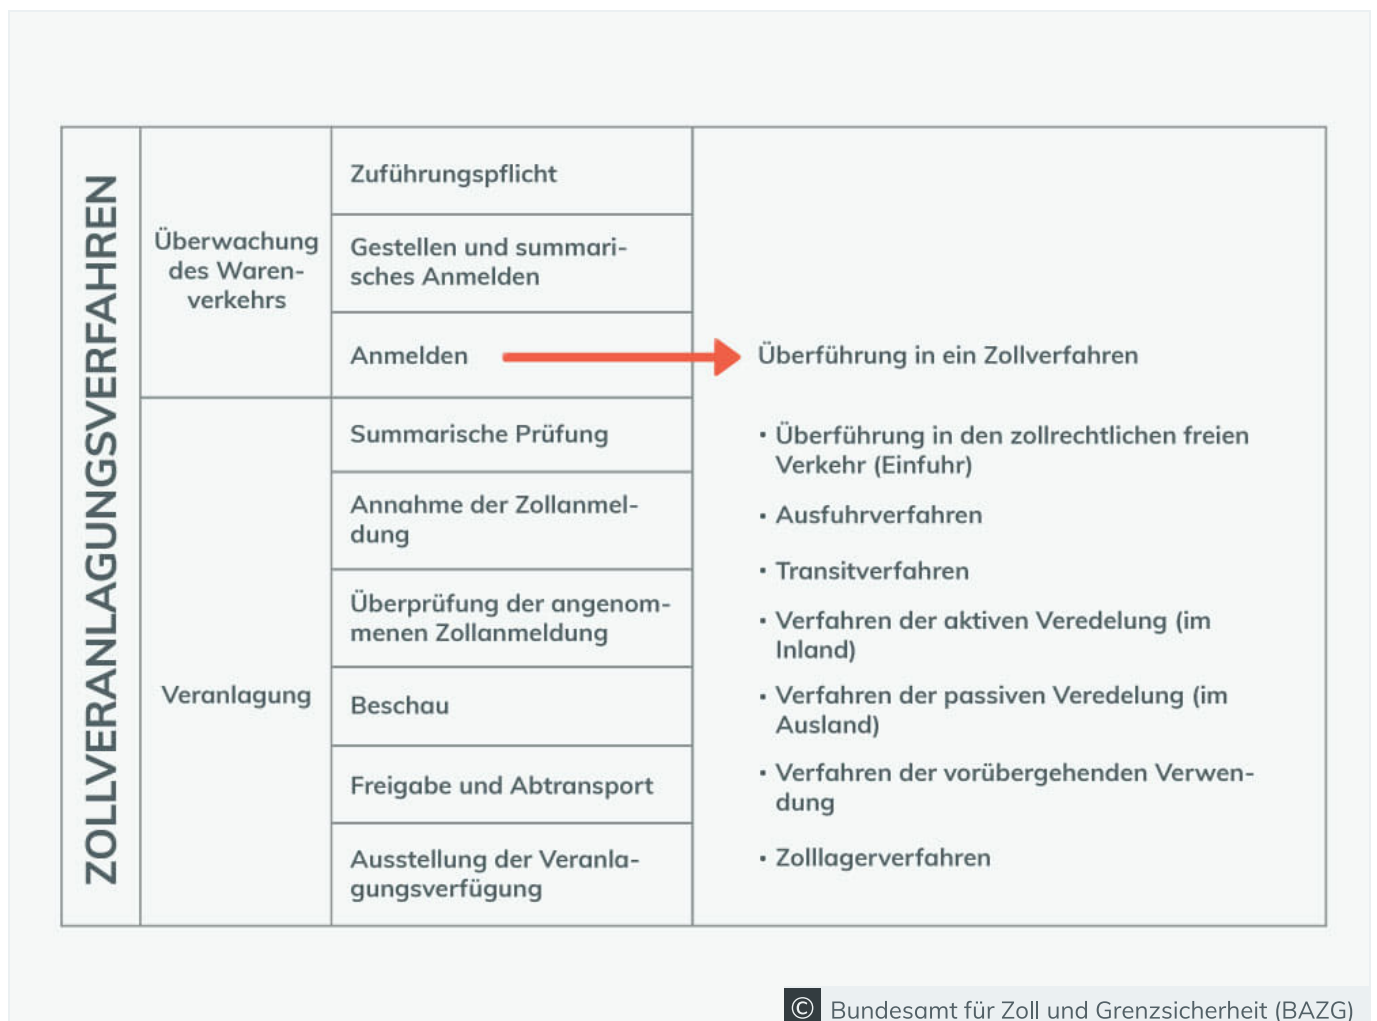 ZOLLVERANLAGUNGSVERFAHREN
Überwachung
des Waren-
verkehrs
Zuführungspflicht
Gestellen und summari-
sches Anmelden
Anmelden
Überführung in ein Zollverfahren
Veranlagung
Summarische Prüfung
Annahme der Zollanmel-
dung
Überprüfung der angenom-
menen Zollanmeldung
Beschau
Freigabe und Abtransport
Ausstellung der Veranla-
gungsverfügung
• Überführung in den zollrechtlichen freien
Verkehr (Einfuhr)
• Ausfuhrverfahren
• Transitverfahren
• Verfahren der aktiven Veredelung (im
Inland)
• Verfahren der passiven Veredelung (im
Ausland)
• Verfahren der vorübergehenden Verwen-
dung
• Zolllagerverfahren
© Bundesamt für Zoll und Grenzsicherheit (BAZG)